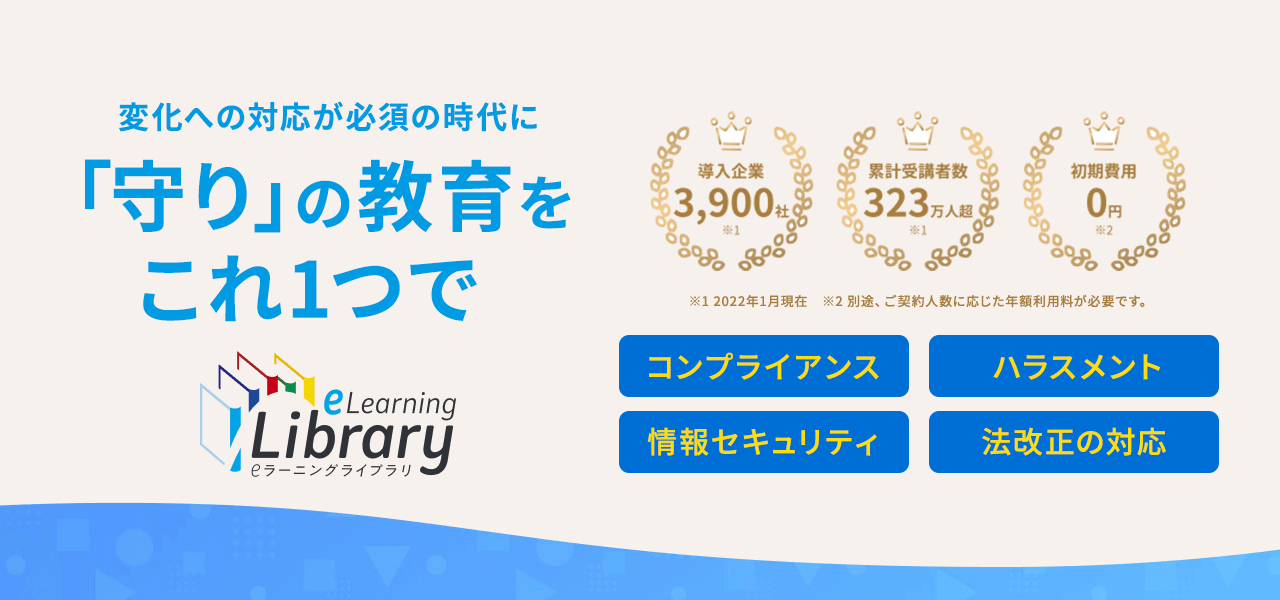 変化への対応が必須の時代に
「守り」の教育を
これ1つで
eLearning
Library
eラーニングライブラリ
導入企業
3,900社
※1
累計受講者数
323万人超
※1
初期費用
0円
※2
※1 2022年1月現在　※2 別途、ご契約人数に応じた年額利用料が必要です。
コンプライアンス
ハラスメント
情報セキュリティ
法改正の対応